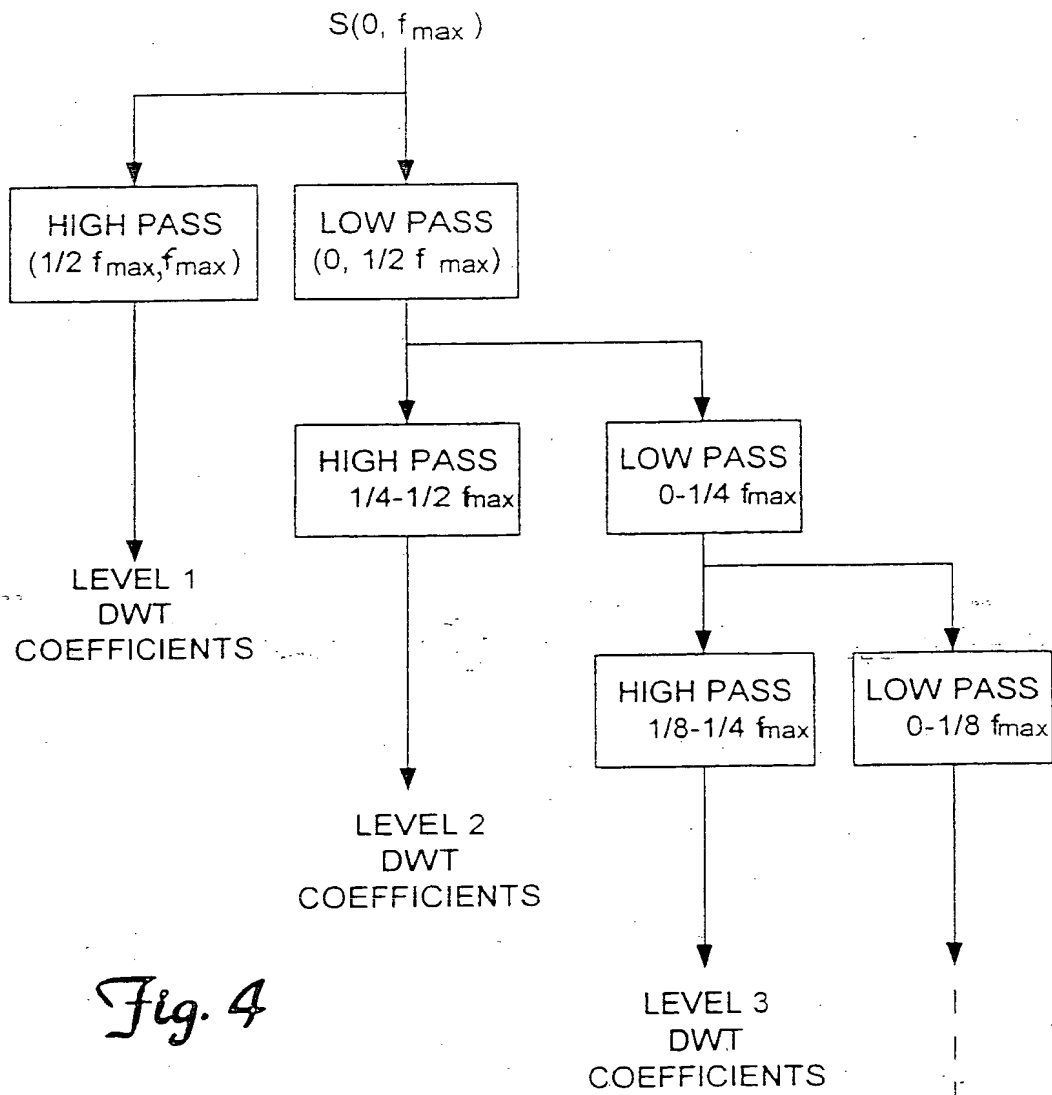 S(0, fmax )
HIGH PASS
(1/2 fmax, fmax )
LOW PASS
(0, 1/2 f max )
HIGH PASS
1/4-1/2 fmax
LOW PASS
0-1/4 fmax
LEVEL 1
DWT
COEFFICIENTS
HIGH PASS
1/8-1/4 fmax
LOW PASS
0-1/8 fmax
LEVEL 2
DWT
COEFFICIENTS
LEVEL 3
DWT
COEFFICIENTS
Fig. 4